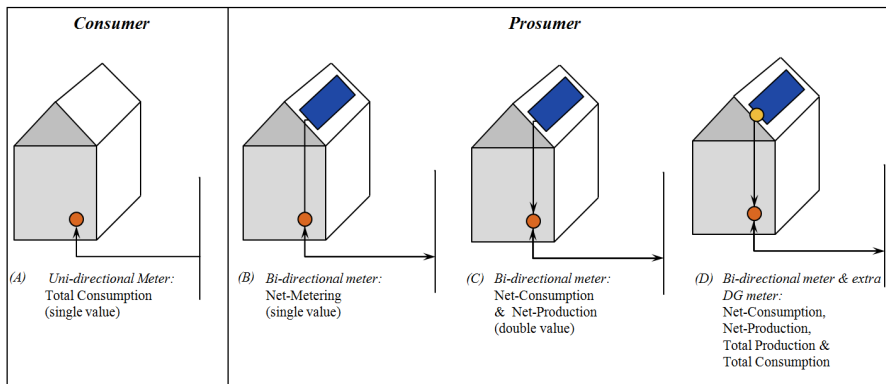 Consumer
Prosumer
(A) Uni-directional Meter:
Total Consumption
(single value)
(B) Bi-directional meter:
Net-Metering
(single value)
(C) Bi-directional meter:
Net-Consumption
& Net-Production
(double value)
(D) Bi-directional meter & extra
DG meter:
Net-Consumption,
Net-Production,
Total Production &
Total Consumption